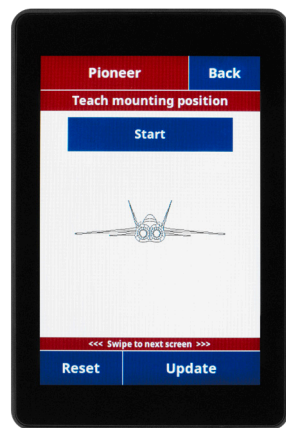 Pioneer Back
Teach mounting position
Start
<<< Swipe to next screen >>>
Reset Update